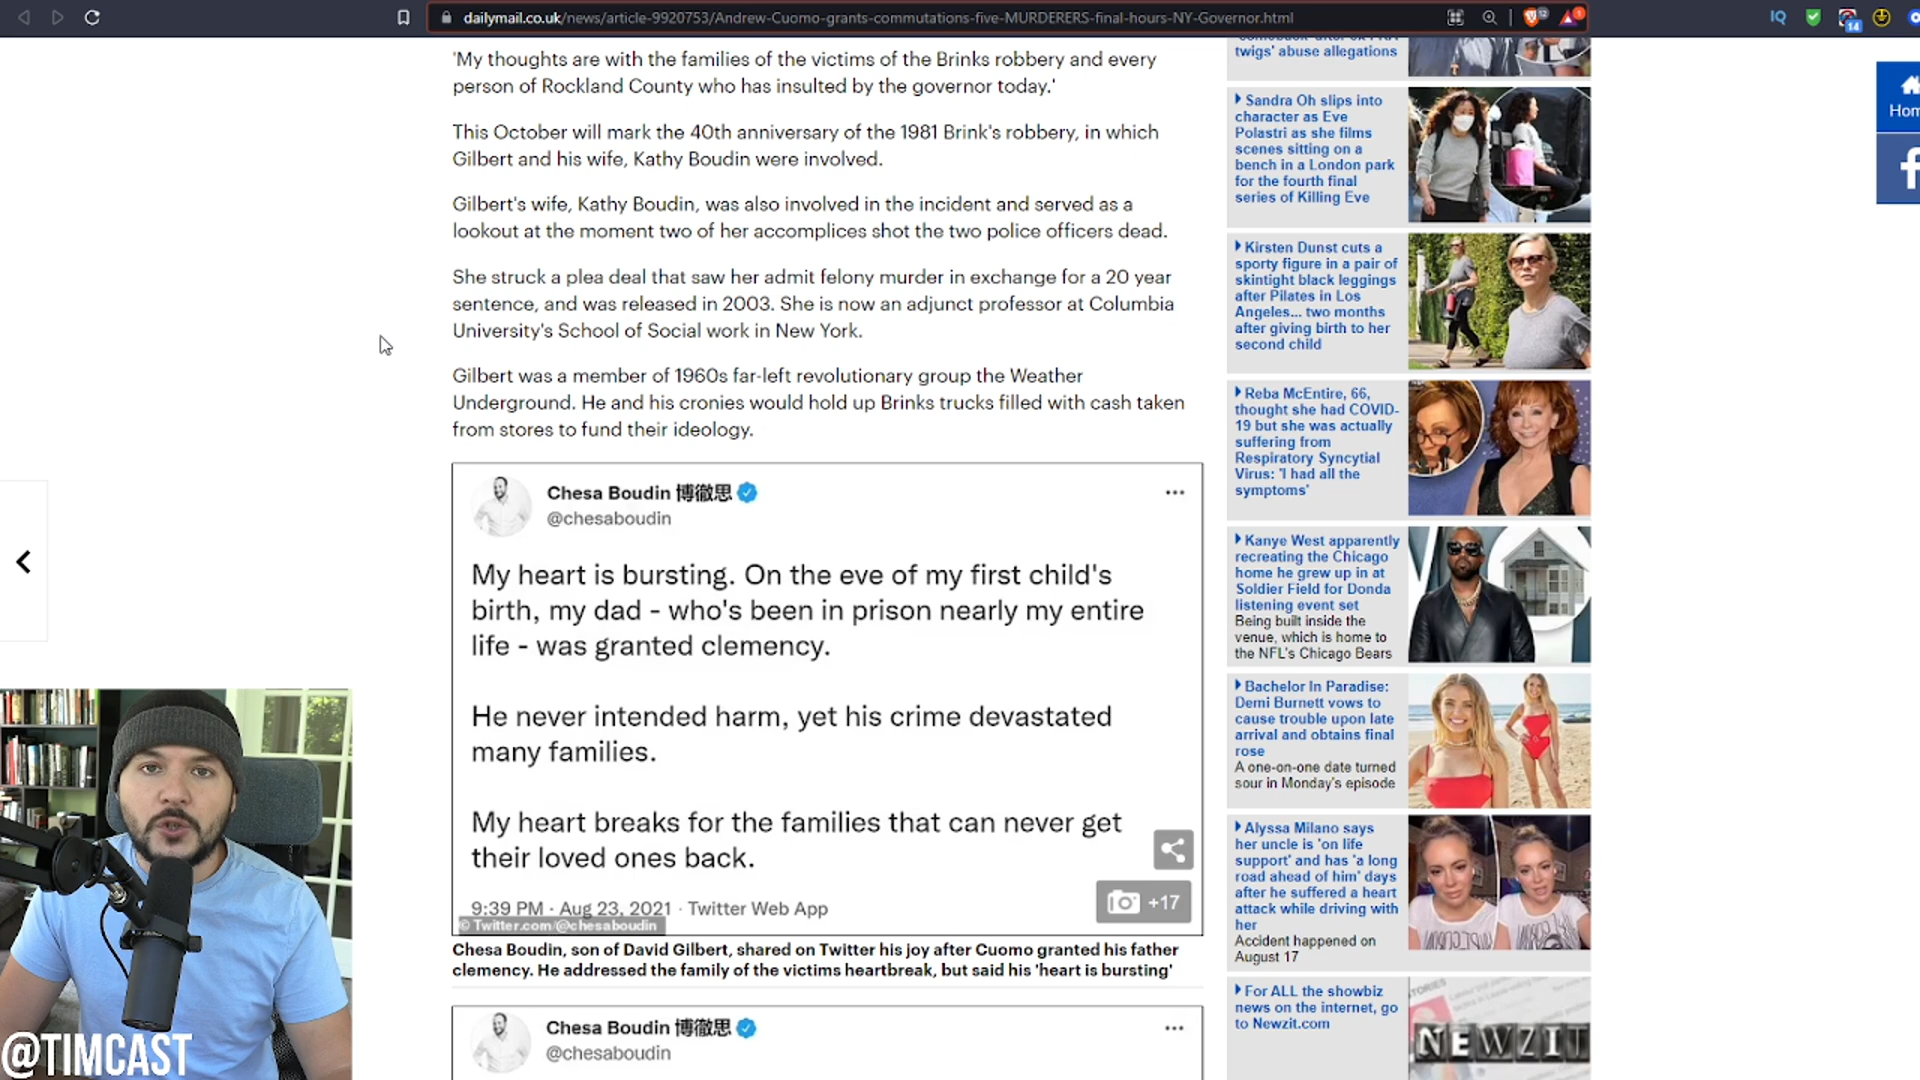 dailymail.co.uk/news/article-9920753/Andrew-Cuomo-grants-commutations-five-MURDERERS-final-hours-NY-Governor.html
IQ
12
1
14
'My thoughts are with the families of the victims of the Brinks robbery and every
person of Rockland County who has insulted by the governor today.'
This October will mark the 40th anniversary of the 1981 Brink's robbery, in which
Gilbert and his wife, Kathy Boudin were involved.
Gilbert's wife, Kathy Boudin, was also involved in the incident and served as a
lookout at the moment two of her accomplices shot the two police officers dead.
She struck a plea deal that saw her admit felony murder in exchange for a 20 year
sentence, and was released in 2003. She is now an adjunct professor at Columbia
University's School of Social work in New York.
Gilbert was a member of 1960s far-left revolutionary group the Weather
Underground. He and his cronies would hold up Brinks trucks filled with cash taken
from stores to fund their ideology.
Chesa Boudin 博徹思
@chesaboudin
My heart is bursting. On the eve of my first child's
birth, my dad - who's been in prison nearly my entire
life - was granted clemency.
He never intended harm, yet his crime devastated
many families.
My heart breaks for the families that can never get
their loved ones back.
9:39 PM · Aug 23, 2021 · Twitter Web App
+17
© Twitter.com/@chesaboudin
Chesa Boudin, son of David Gilbert, shared on Twitter his joy after Cuomo granted his father
clemency. He addressed the family of the victims heartbreak, but said his 'heart is bursting'
Chesa Boudin 博徹思
@chesaboudin
twigs' abuse allegations
Sandra Oh slips into
character as Eve
Polastri as she films
scenes sitting on a
bench in a London park
for the fourth final
series of Killing Eve
Kirsten Dunst cuts a
sporty figure in a pair of
skintight black leggings
after Pilates in Los
Angeles... two months
after giving birth to her
second child
Reba McEntire, 66,
thought she had COVID-
19 but she was actually
suffering from
Respiratory Syncytial
Virus: 'I had all the
symptoms'
Kanye West apparently
recreating the Chicago
home he grew up in at
Soldier Field for Donda
listening event set
Being built inside the
venue, which is home to
the NFL's Chicago Bears
Bachelor In Paradise:
Demi Burnett vows to
cause trouble upon late
arrival and obtains final
rose
A one-on-one date turned
sour in Monday's episode
Alyssa Milano says
her uncle is 'on life
support' and has 'a long
road ahead of him' days
after he suffered a heart
attack while driving with
her
Accident happened on
August 17
For ALL the showbiz
news on the internet, go
to Newzit.com
NEWZIT
Hom
@TIMCAST